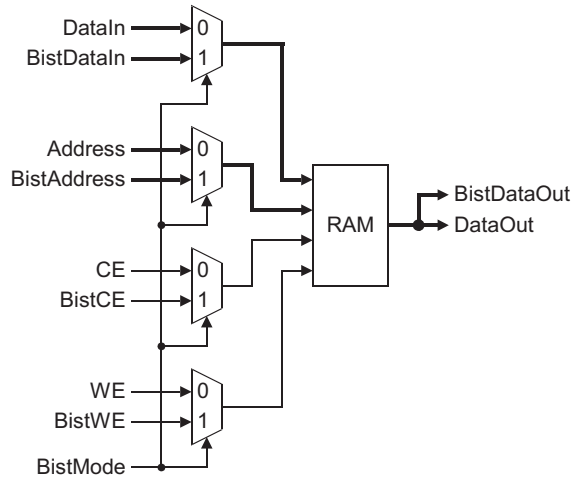 DataIn
0
BistDataIn
1
Address
0
BistAddress
1
RAM
BistDataOut
DataOut
CE
0
BistCE
1
WE
0
BistWE
1
BistMode